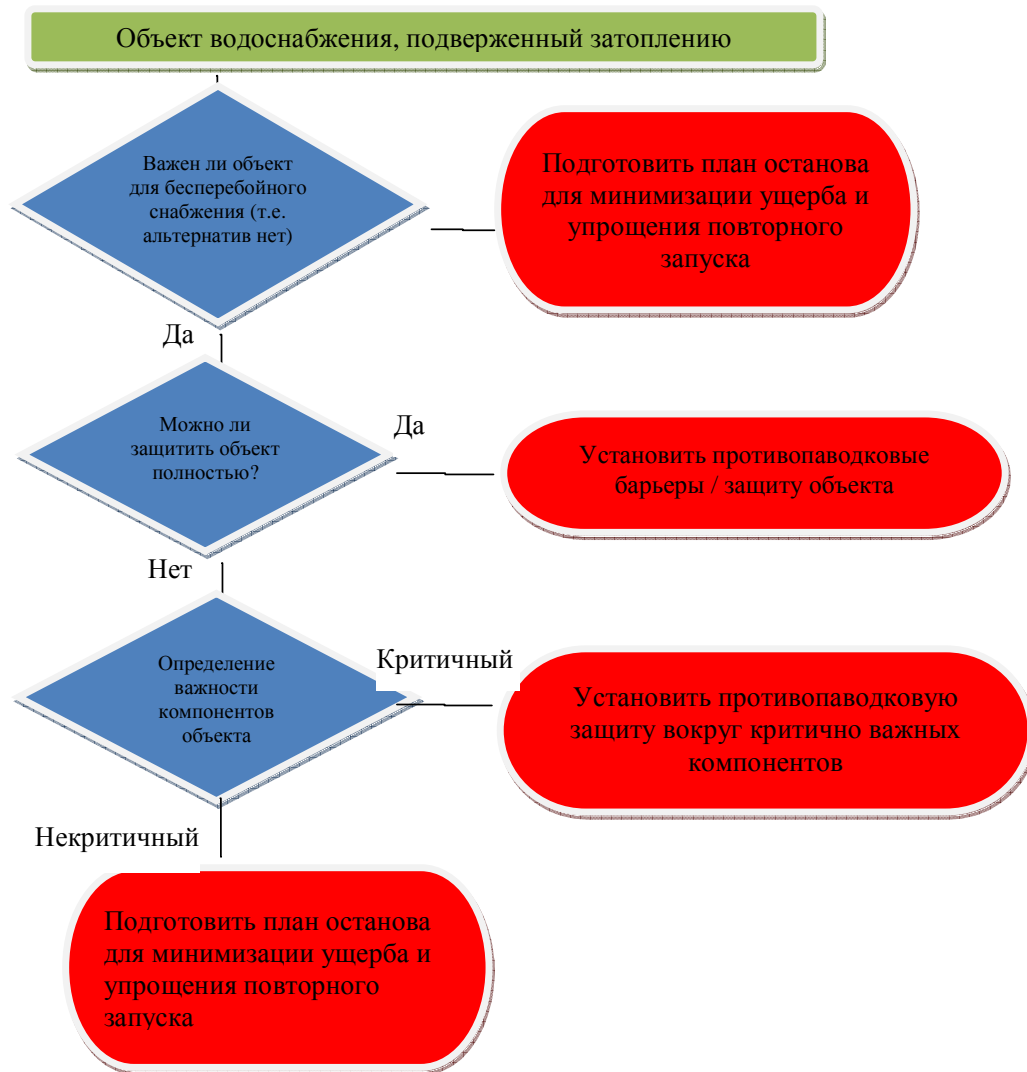 Объект водоснабжения, подверженный затоплению
Важен ли объект
для бесперебойного
снабжения (т.е.
альтернатив нет)
Подготовить план останова
для минимизации ущерба и
упрощения повторного
запуска
Да
Можно ли
защитить объект
полностью?
Да
Установить противопаводковые
барьеры / защиту объекта
Нет
Определение
важности
компонентов
объекта
Критичный
Установить противопаводковую
защиту вокруг критично важных
компонентов
Некритичный
Подготовить план останова
для минимизации ущерба и
упрощения повторного
запуска